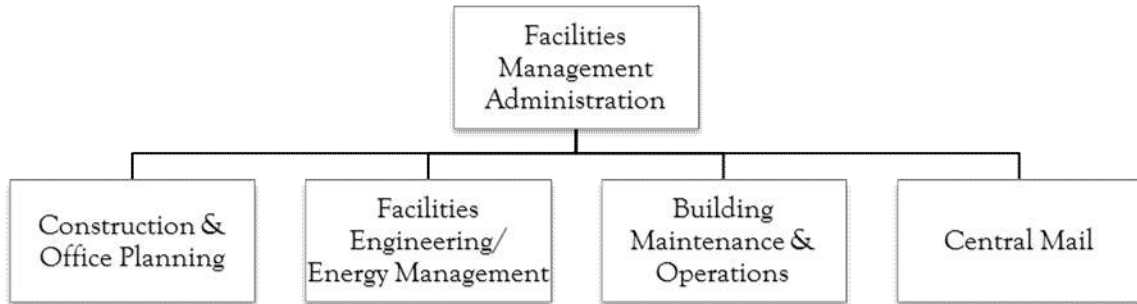 Facilities
Management
Administration
Construction &
Office Planning
Facilities
Engineering/
Energy Management
Building
Maintenance &
Operations
Central Mail